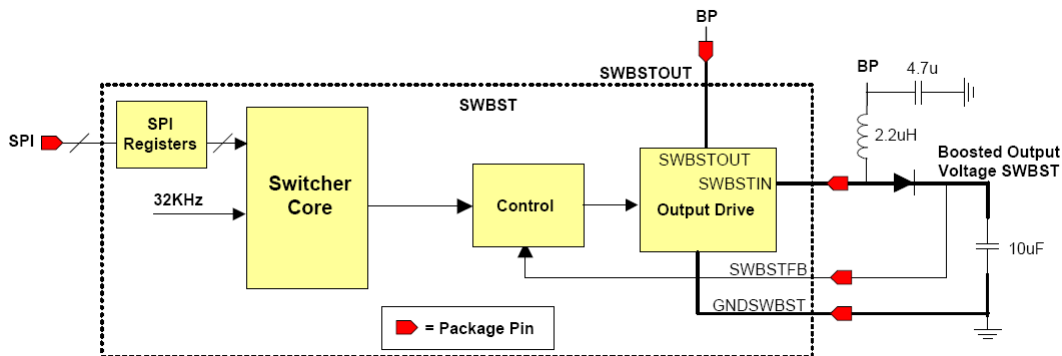 BP
SWBSTOUT
BP
4.7u
SWBST
SPI
SPI
Registers
2.2uH
Boosted Output
Voltage SWBST
SWBSTOUT
SWBSTIN
Switcher
Core
32KHz
Control
Output Drive
10uF
SWBSTFB
GNDSWBST
= Package Pin